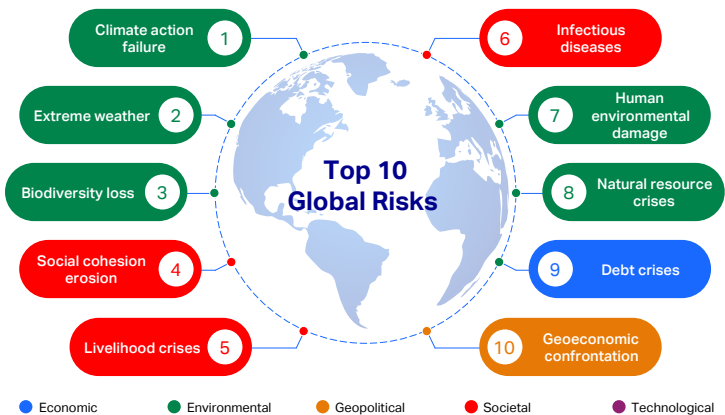 Climate action
failure
1
Extreme weather
2
Biodiversity loss
3
Social cohesion
erosion
4
Livelihood crises
5
Top 10
Global Risks
6
Infectious
diseases
7
Human
environmental
damage
8
Natural resource
crises
9
Debt crises
10
Geoeconomic
confrontation
Economic
Environmental
Geopolitical
Societal
Technological